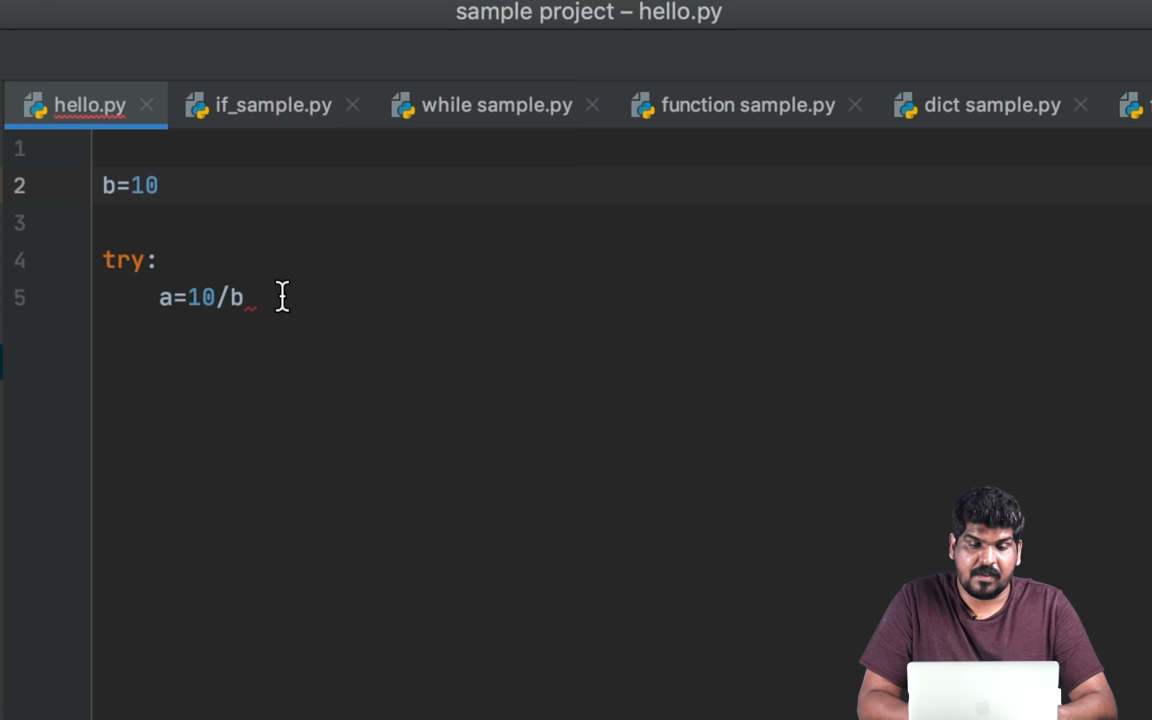 sample project – hello.py
hello.py if_sample.py while sample.py function sample.py dict sample.py
1
2 b=10
3
4 try:
5 a=10/b